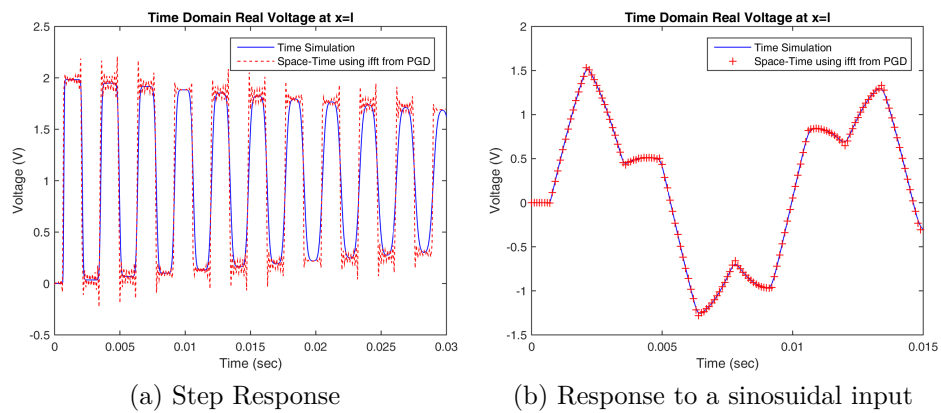 Time Domain Real Voltage at x=l
2.5
2
1.5
1
0.5
0
-0.5
Voltage (V)
Time Simulation
Space-Time using ifft from PGD
0
0.005
0.01
0.015
0.02
0.025
0.03
Time (sec)
(a) Step Response
Time Domain Real Voltage at x=l
2
1.5
1
0.5
0
-0.5
-1
-1.5
Voltage (V)
Time Simulation
Space-Time using ifft from PGD
0
0.005
0.01
0.015
Time (sec)
(b) Response to a sinosuidal input